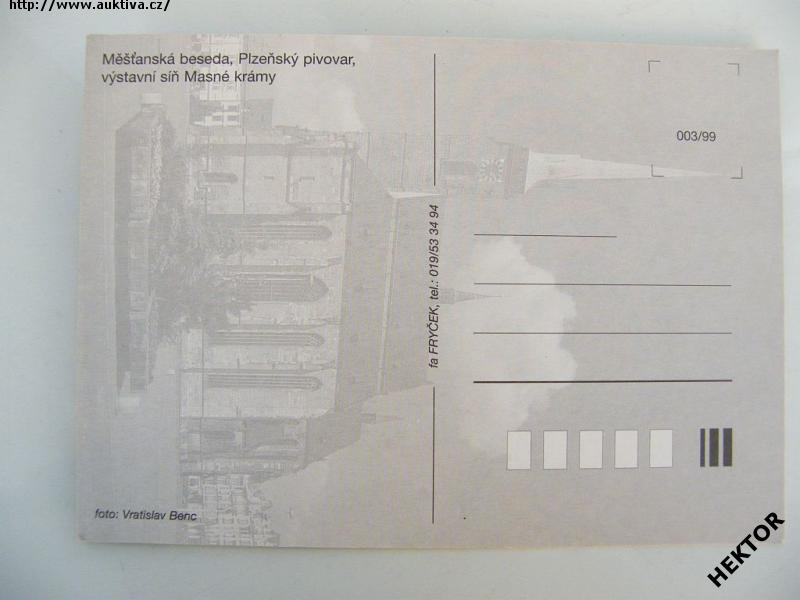 http://www.auktiva.cz/
Měšťanská beseda, Plzeňský pivovar,
výstavní síň Masné krámy
003/99
fa FRYČEK, tel.: 019/53 34 94
foto: Vratislav Benc
HEKTOR